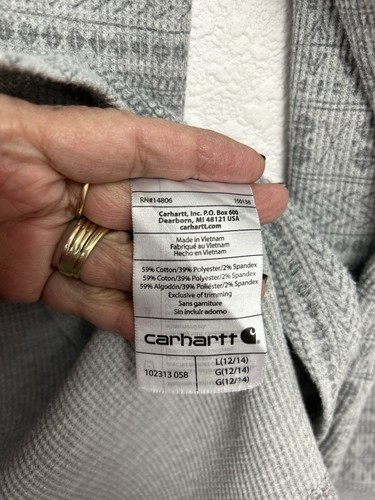 RN#14806
Carhartt, Inc. P.O. Box 600
Dearborn, MI 48121 USA
carhartt.com
Made in Vietnam
Fabriqué au Vietnam
Hecho en Vietnam
59% Cotton/39% Polyester/2% Spandex
59% Coton/39% Polyester/2% Spandex
59% Algodón/39% Poliéster/2% Spandex
Exclusive of trimming
Sans garniture
Sin incluir adorno
carhartt
102313 058
L(12/14)
G(12/14)
G(12/14)